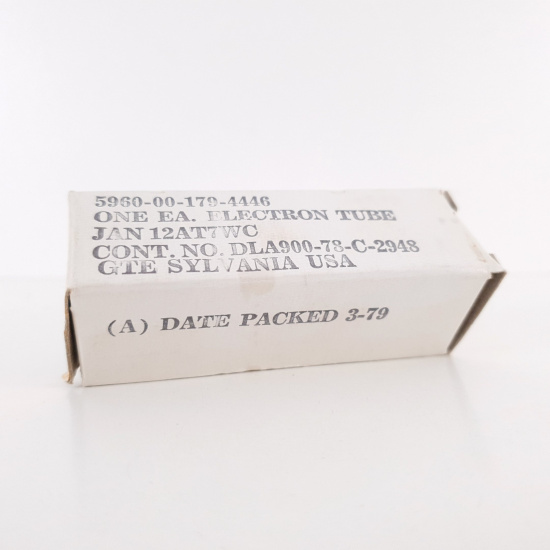 5960-00-179-4446
ONE EA. ELECTRON TUBE
JAN 12AT7WC
CONT. NO. DLA900-78-C-2948
GTE SYLVANIA USA
(A) DATE PACKED 3-79